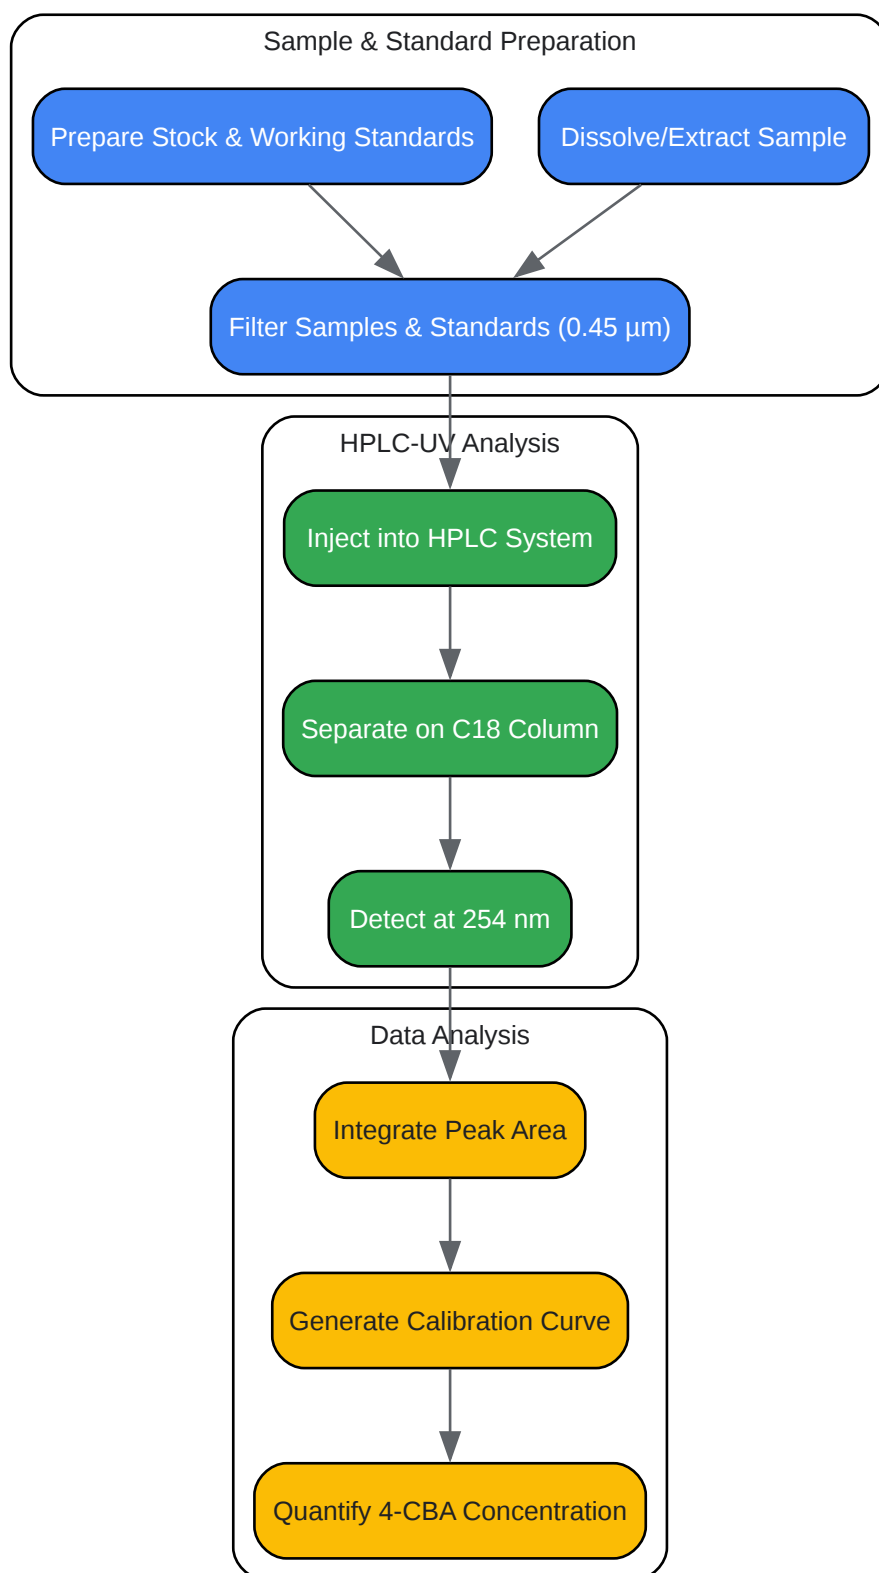 Sample & Standard Preparation
Prepare Stock & Working Standards
Dissolve/Extract Sample
Filter Samples & Standards (0.45 µm)
HPLC-UV Analysis
Inject into HPLC System
Separate on C18 Column
Detect at 254 nm
Data Analysis
Integrate Peak Area
Generate Calibration Curve
Quantify 4-CBA Concentration